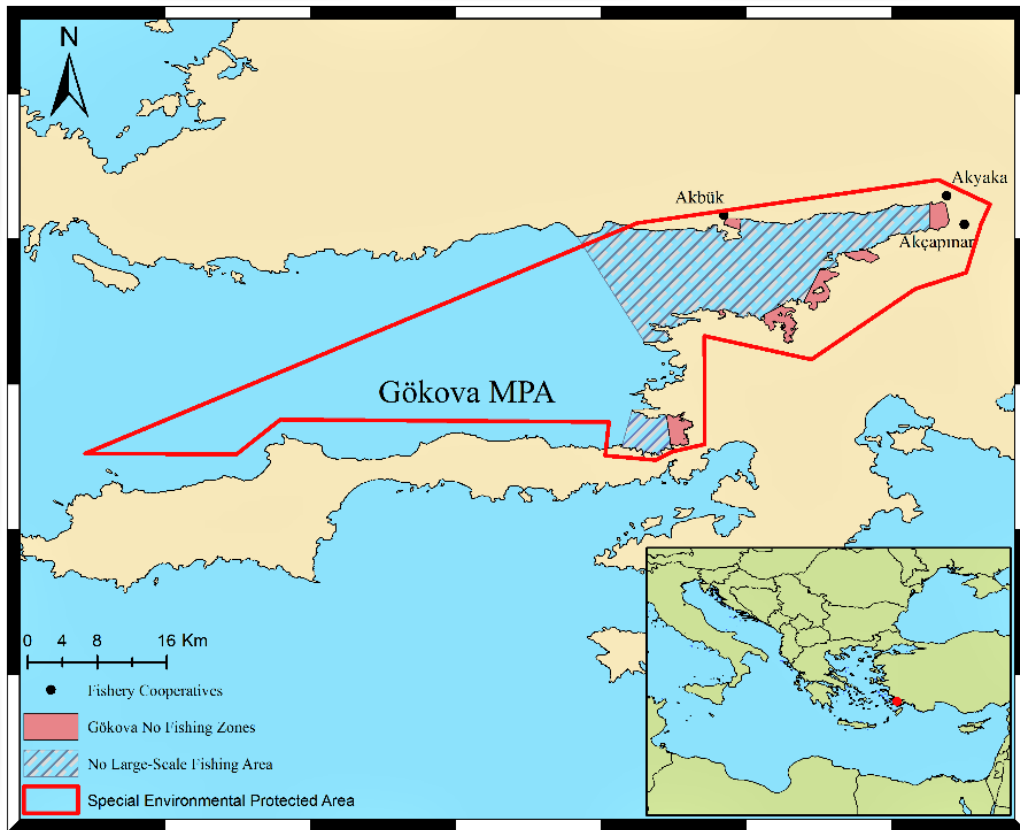 N
Akyaka
Akbük
Akçapınar
Gökova MPA
0 4 8 16 Km
Fishery Cooperatives
Gökova No Fishing Zones
No Large-Scale Fishing Area
Special Environmental Protected Area